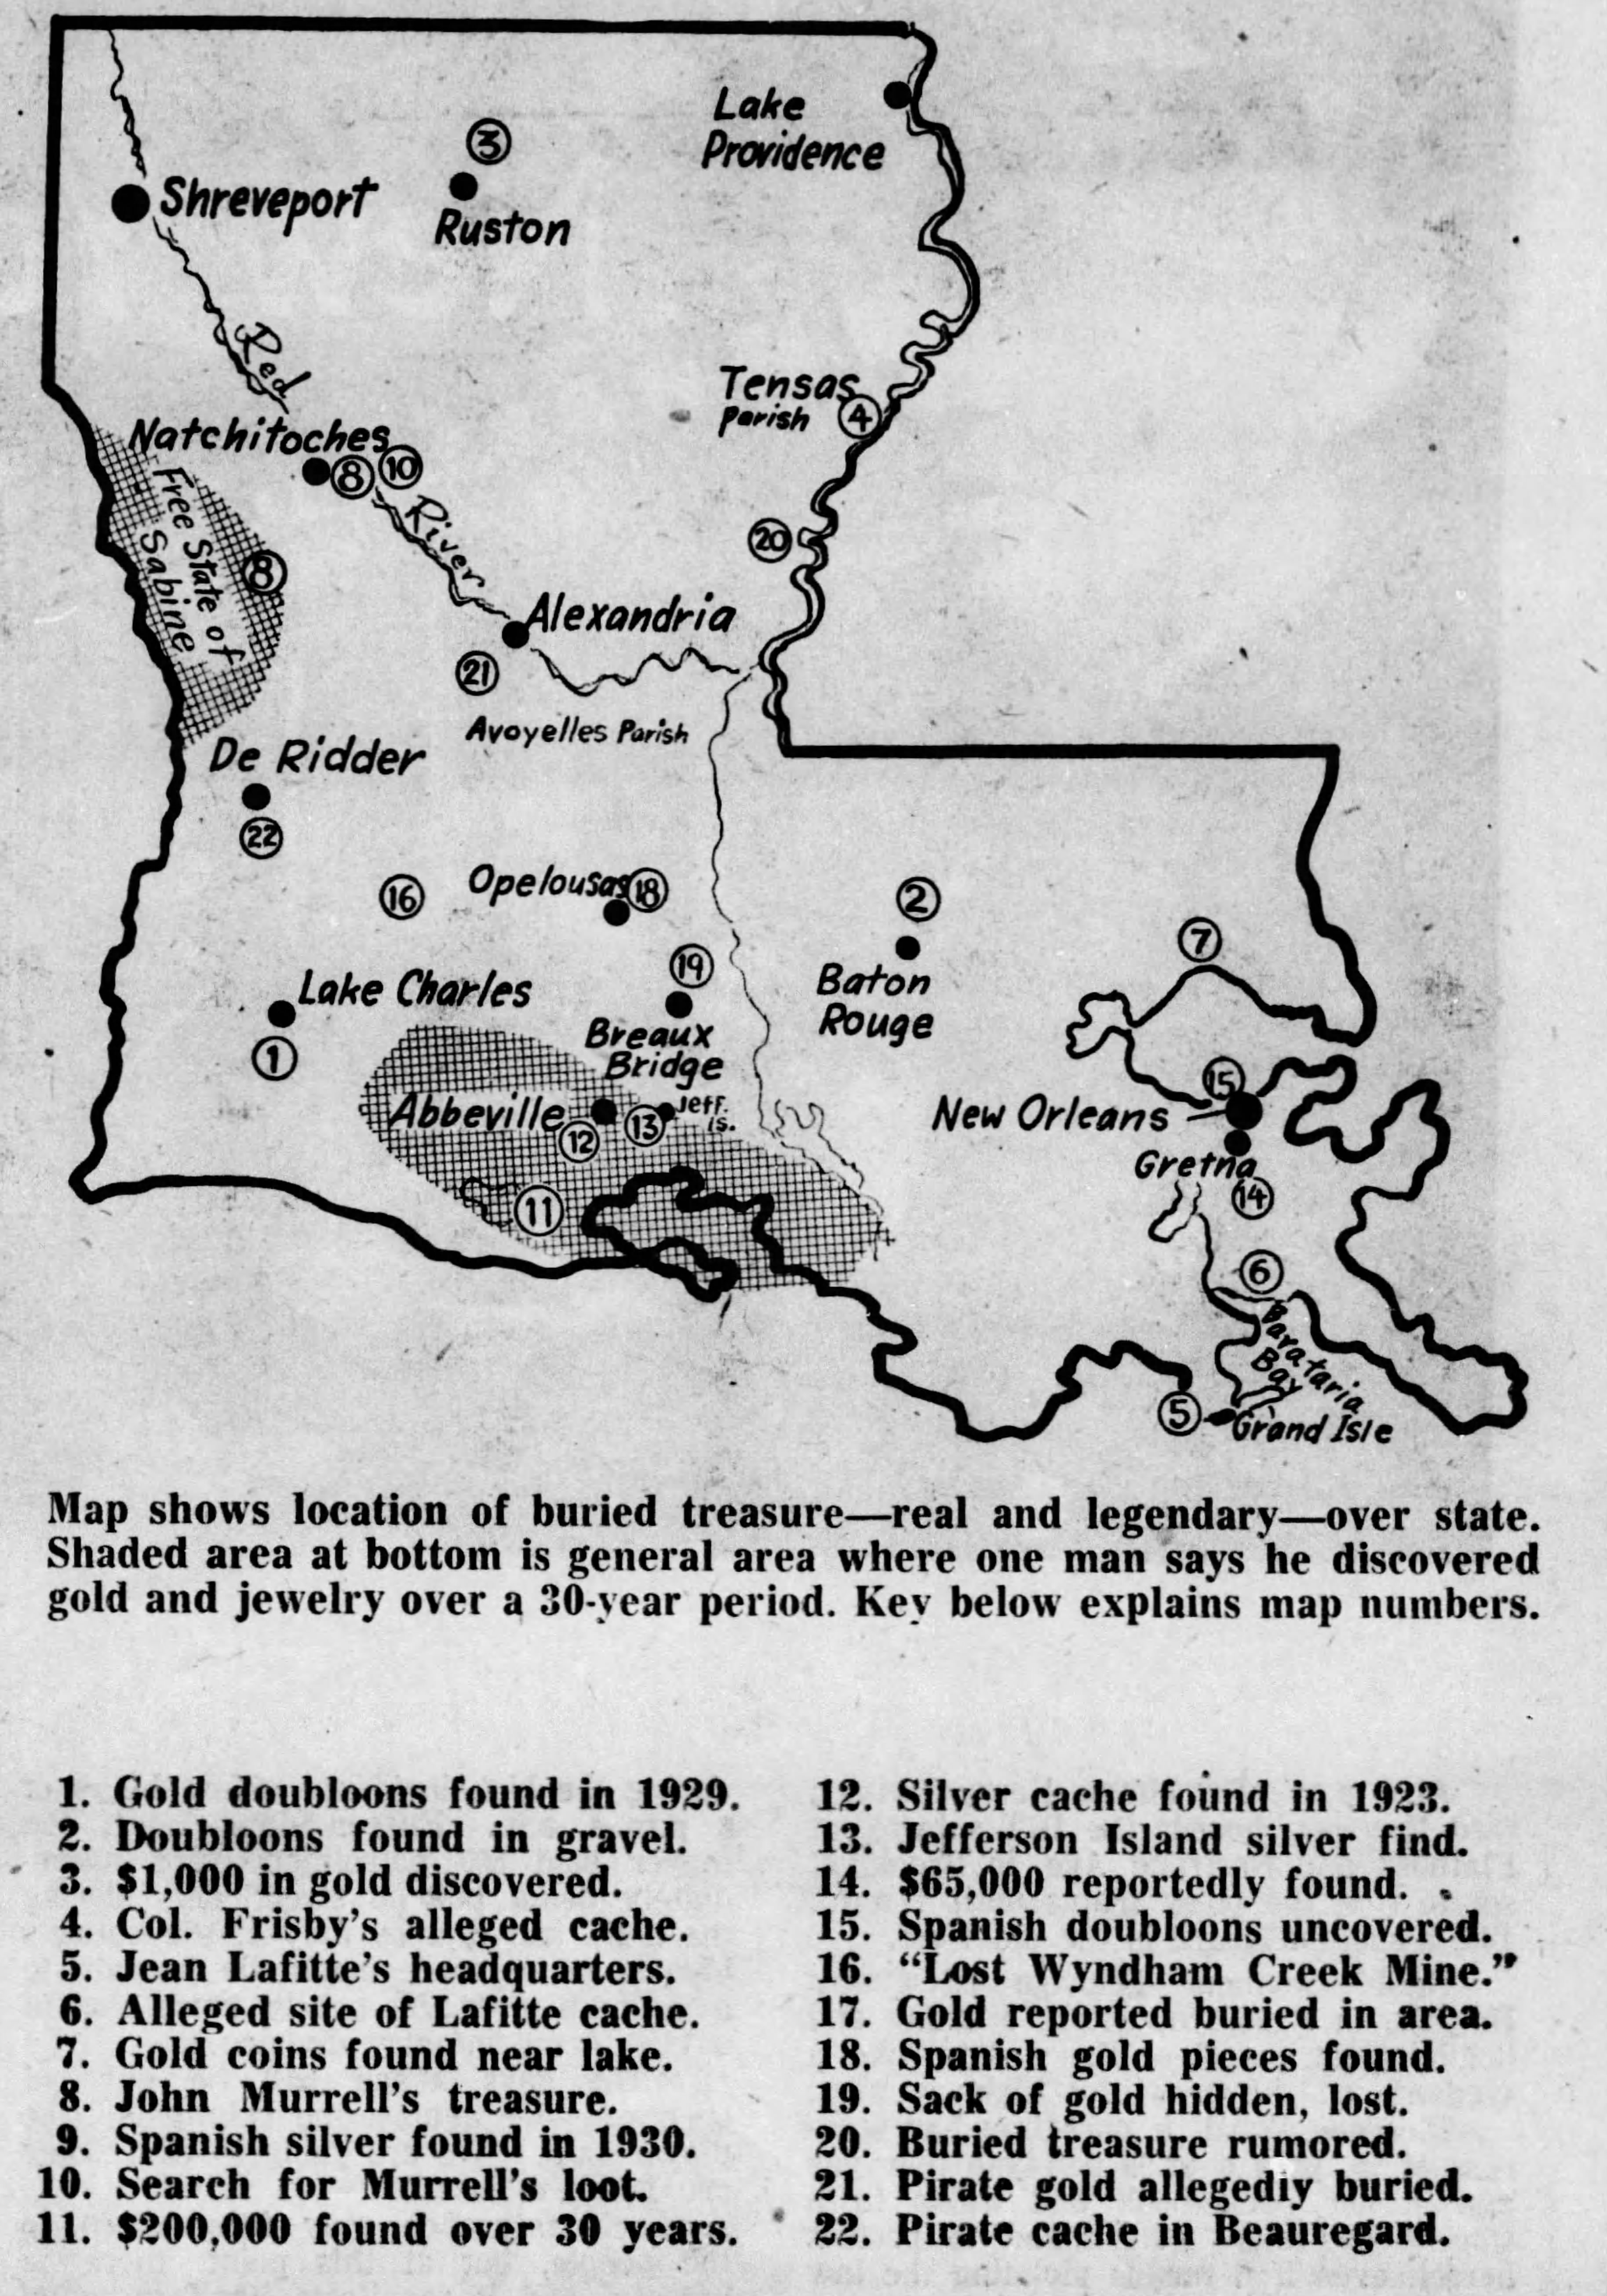 Lake
Providence
③
Shreveport
Ruston
Red
Tensas
Parish ④
Natchitoches
⑧ ⑩
Free State of
Sabine
⑧
River
⑳
Alexandria
㉑
Avoyelles Parish
De Ridder
㉒
⑯
Opelousas ⑱
②
⑦
⑲
Lake Charles
Baton
Rouge
Breaux
Bridge
①
⑮
Abbeville
Jeff.
Is.
⑬
⑫
New Orleans
Gretna
⑭
⑪
⑥
Barataria
Bay
⑤
Grand Isle
Map shows location of buried treasure—real and legendary—over state.
Shaded area at bottom is general area where one man says he discovered
gold and jewelry over a 30-year period. Key below explains map numbers.
1. Gold doubloons found in 1929.
2. Doubloons found in gravel.
3. $1,000 in gold discovered.
4. Col. Frisby's alleged cache.
5. Jean Lafitte's headquarters.
6. Alleged site of Lafitte cache.
7. Gold coins found near lake.
8. John Murrell's treasure.
9. Spanish silver found in 1930.
10. Search for Murrell's loot.
11. $200,000 found over 30 years.
12. Silver cache found in 1923.
13. Jefferson Island silver find.
14. $65,000 reportedly found.
15. Spanish doubloons uncovered.
16. "Lost Wyndham Creek Mine."
17. Gold reported buried in area.
18. Spanish gold pieces found.
19. Sack of gold hidden, lost.
20. Buried treasure rumored.
21. Pirate gold allegedly buried.
22. Pirate cache in Beauregard.